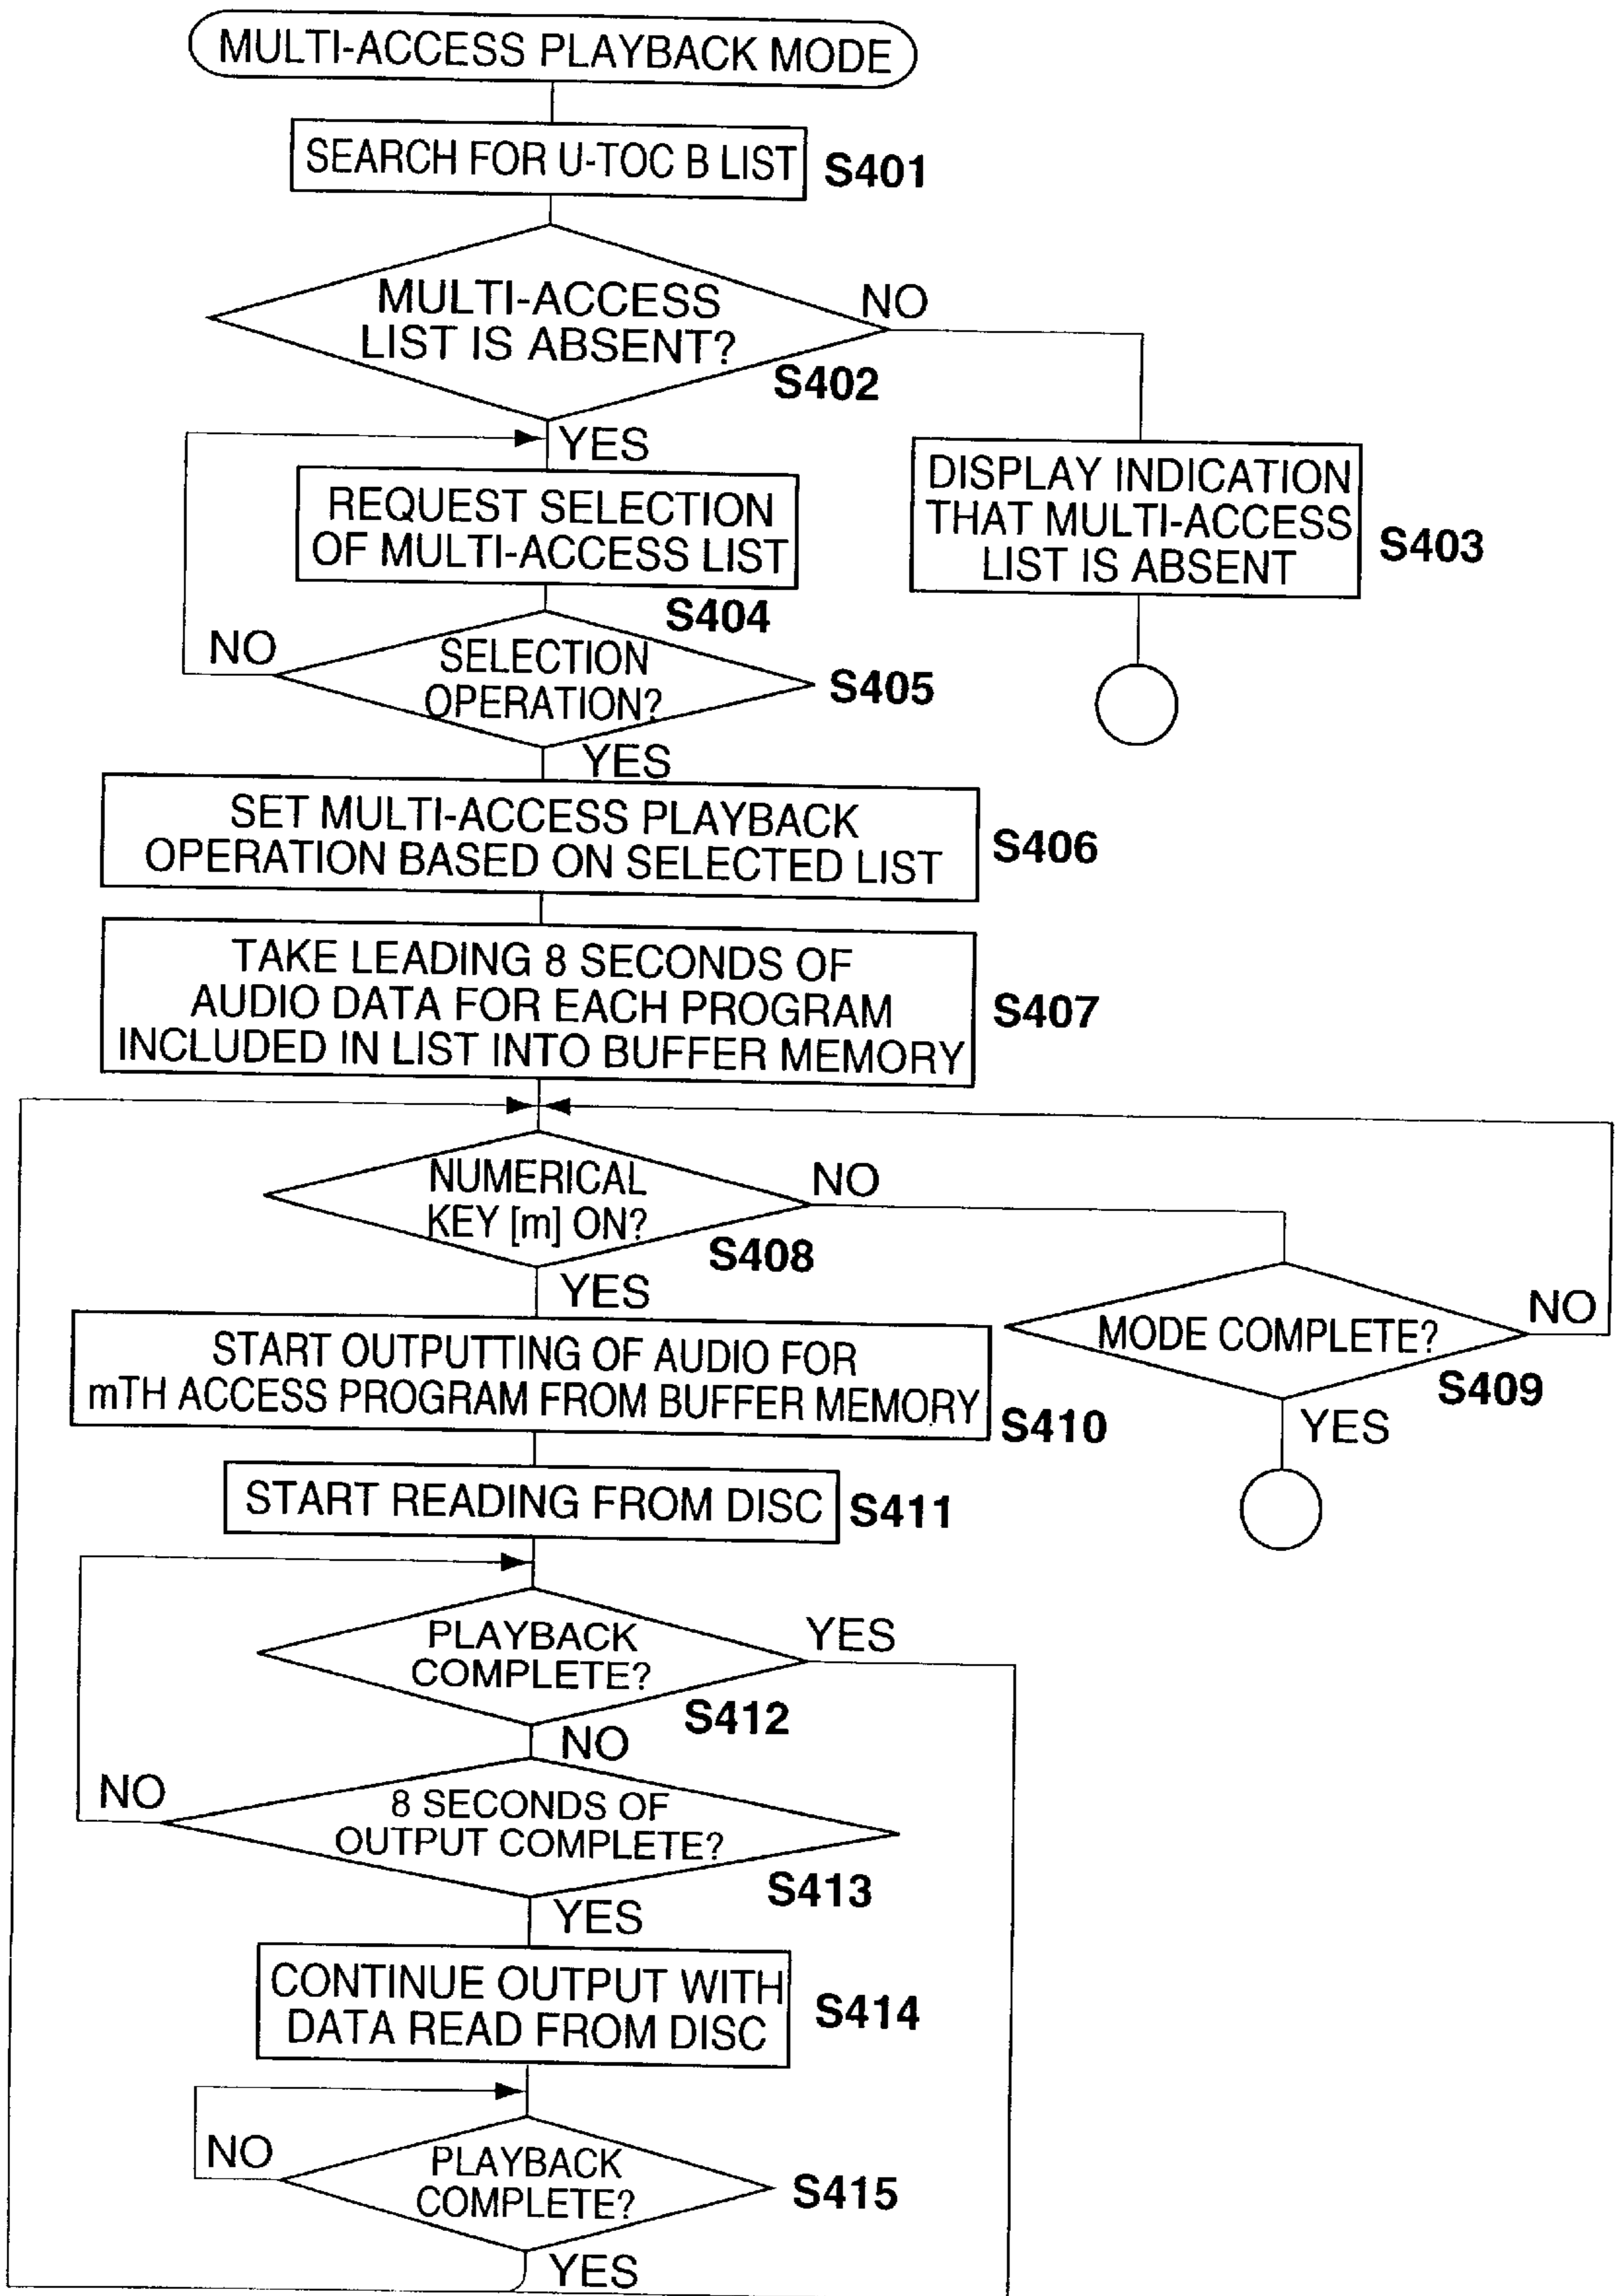 MULTI-ACCESS PLAYBACK MODE
SEARCH FOR U-TOC B LIST
S401
MULTI-ACCESS
LIST IS ABSENT?
NO
S402
YES
REQUEST SELECTION
OF MULTI-ACCESS LIST
S404
DISPLAY INDICATION
THAT MULTI-ACCESS
LIST IS ABSENT
S403
NO
SELECTION
OPERATION?
S405
YES
SET MULTI-ACCESS PLAYBACK
OPERATION BASED ON SELECTED LIST
S406
TAKE LEADING 8 SECONDS OF
AUDIO DATA FOR EACH PROGRAM
INCLUDED IN LIST INTO BUFFER MEMORY
S407
NUMERICAL
KEY [m] ON?
NO
S408
YES
MODE COMPLETE?
NO
S409
YES
START OUTPUTTING OF AUDIO FOR
mTH ACCESS PROGRAM FROM BUFFER MEMORY
S410
START READING FROM DISC
S411
PLAYBACK
COMPLETE?
YES
S412
NO
NO
8 SECONDS OF
OUTPUT COMPLETE?
S413
YES
CONTINUE OUTPUT WITH
DATA READ FROM DISC
S414
NO
PLAYBACK
COMPLETE?
S415
YES